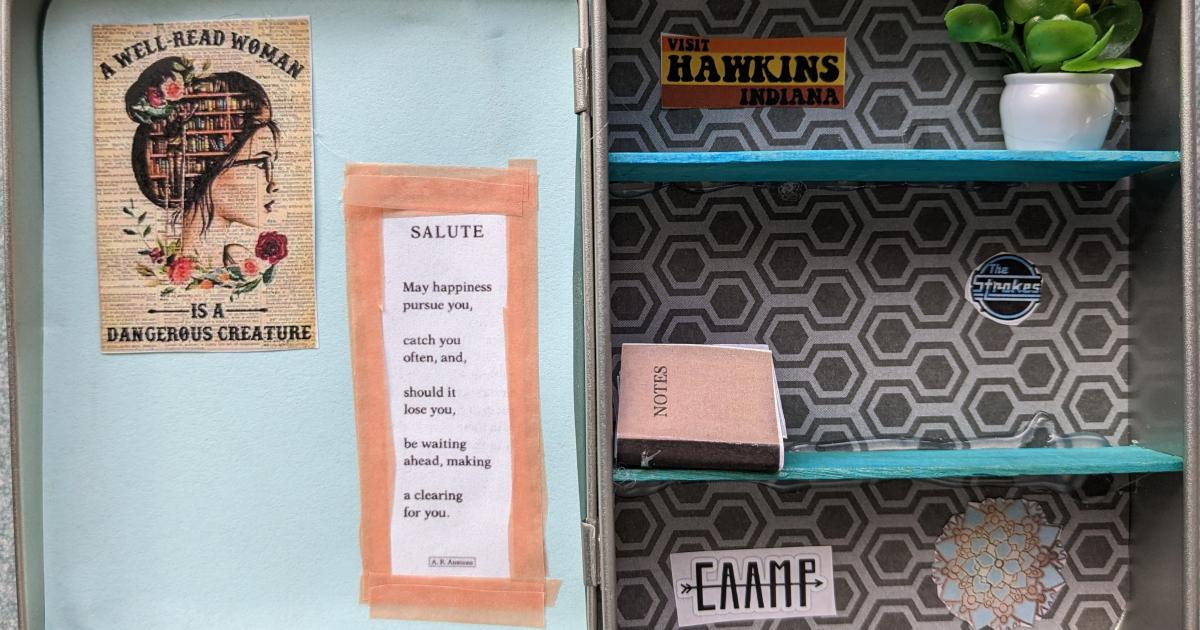 A WELL-READ WOMAN
IS A
DANGEROUS CREATURE
SALUTE
May happiness
pursue you,
catch you
often, and,
should it
lose you,
be waiting
ahead, making
a clearing
for you.
A. R. Ammons
VISIT
HAWKINS
INDIANA
The
Strokes
NOTES
CAAMP